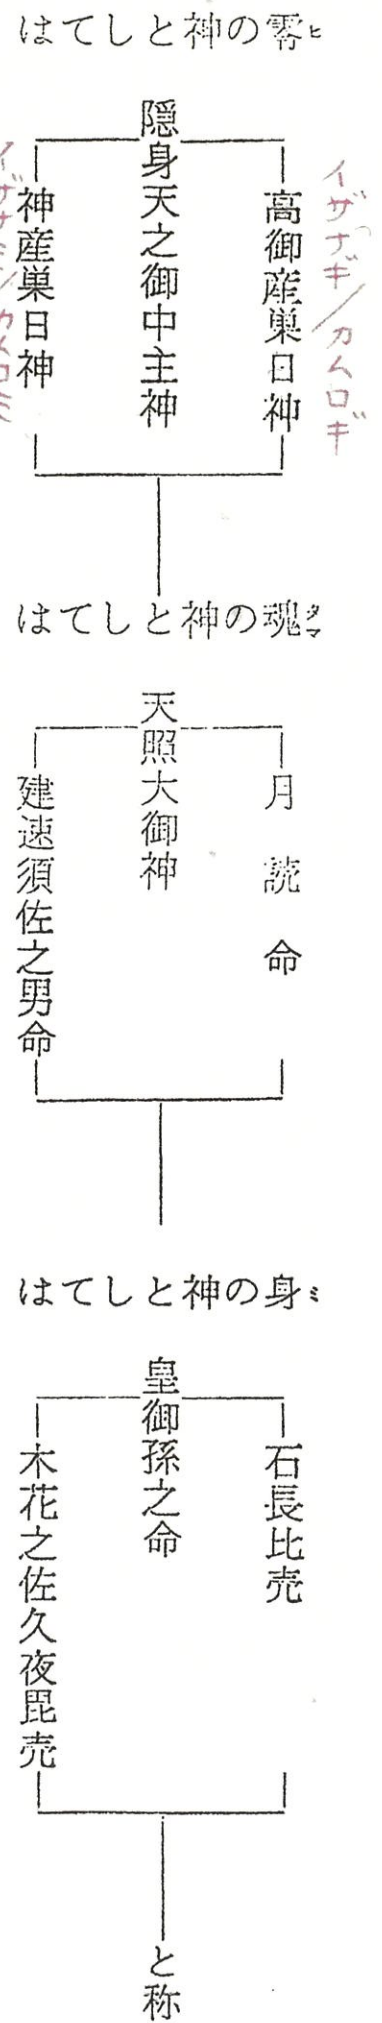 零ヒの神としては
イザナギ/カムロギ
高御産巣日神
隠身天之御中主神
神産巣日神
イザナミ/カムロミ
魂タマの神としては
月読命
天照大御神
建速須佐之男命
身ミの神としては
石長比売
皇御孫之命
木花之佐久夜毘売
と称